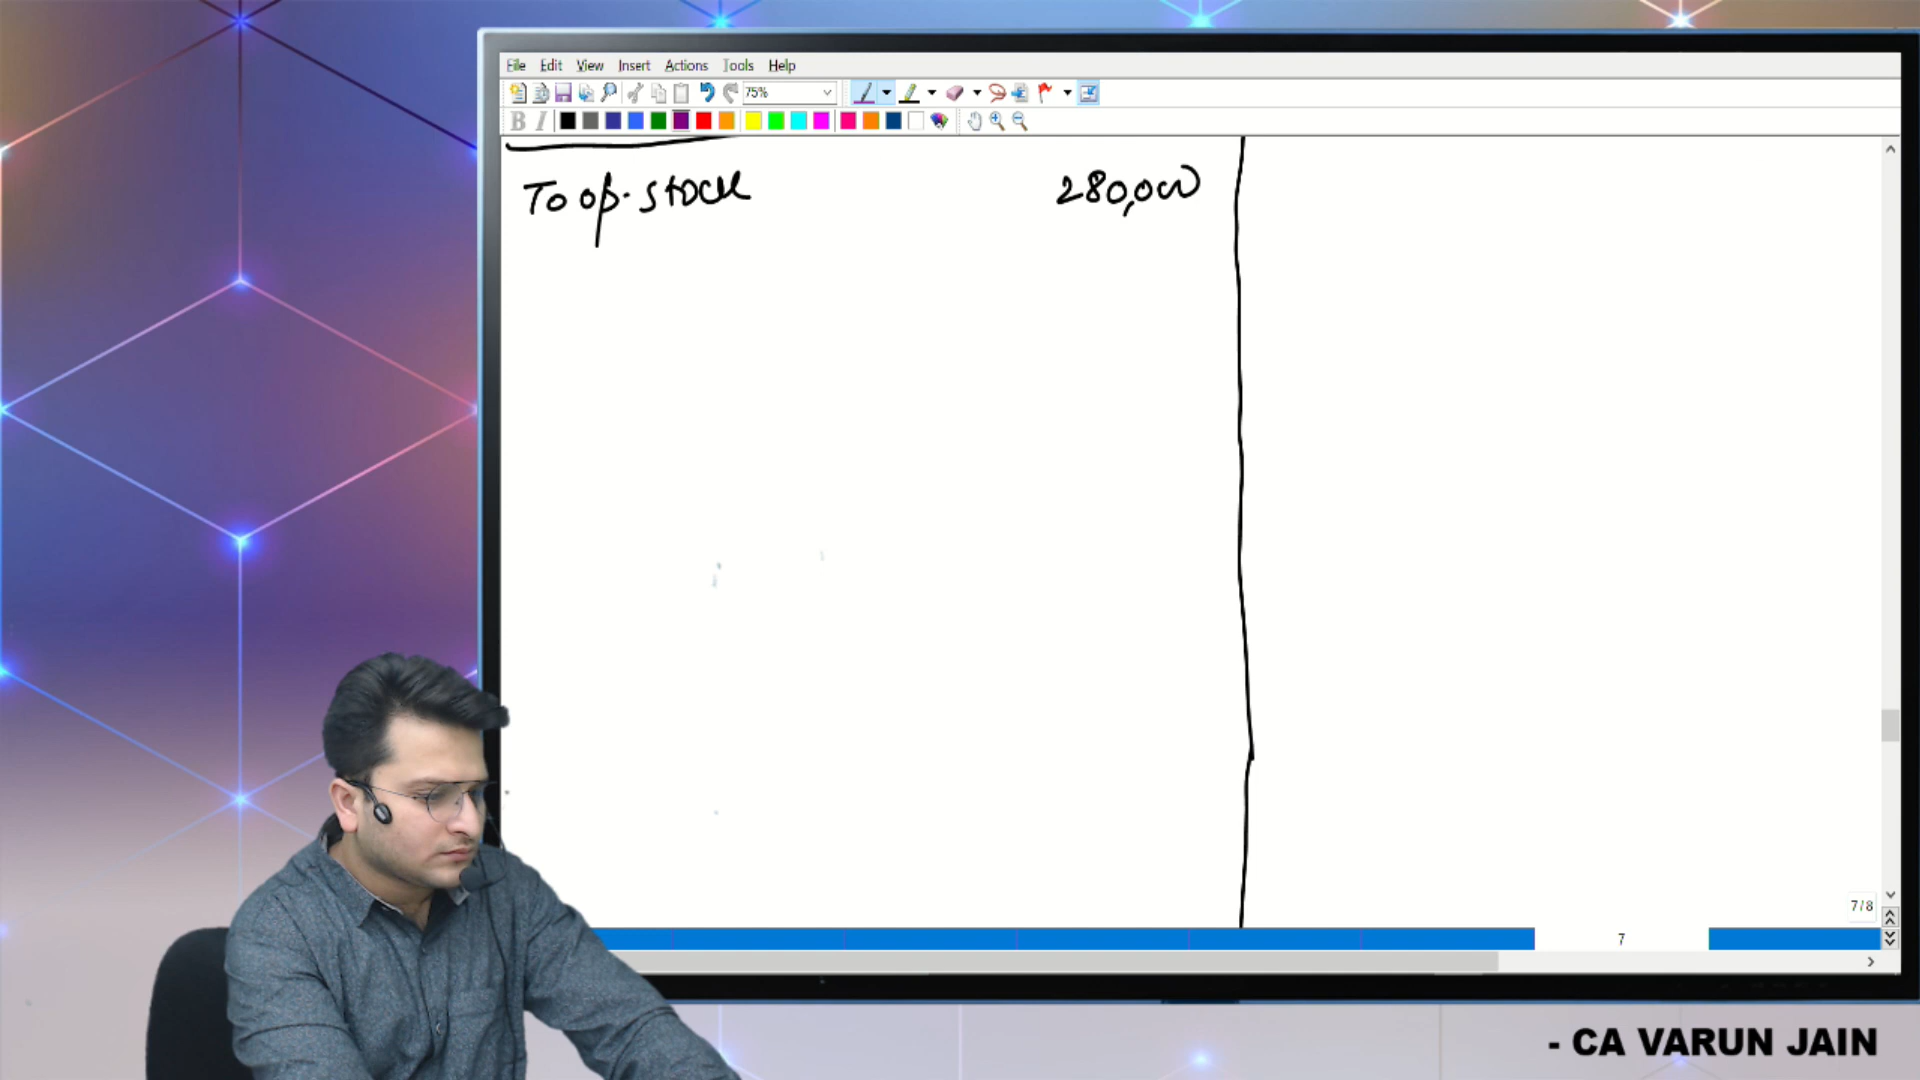 File Edit View Insert Actions Tools Help
75%
B I
To op. stock 280,000
7/8
7
- CA VARUN JAIN